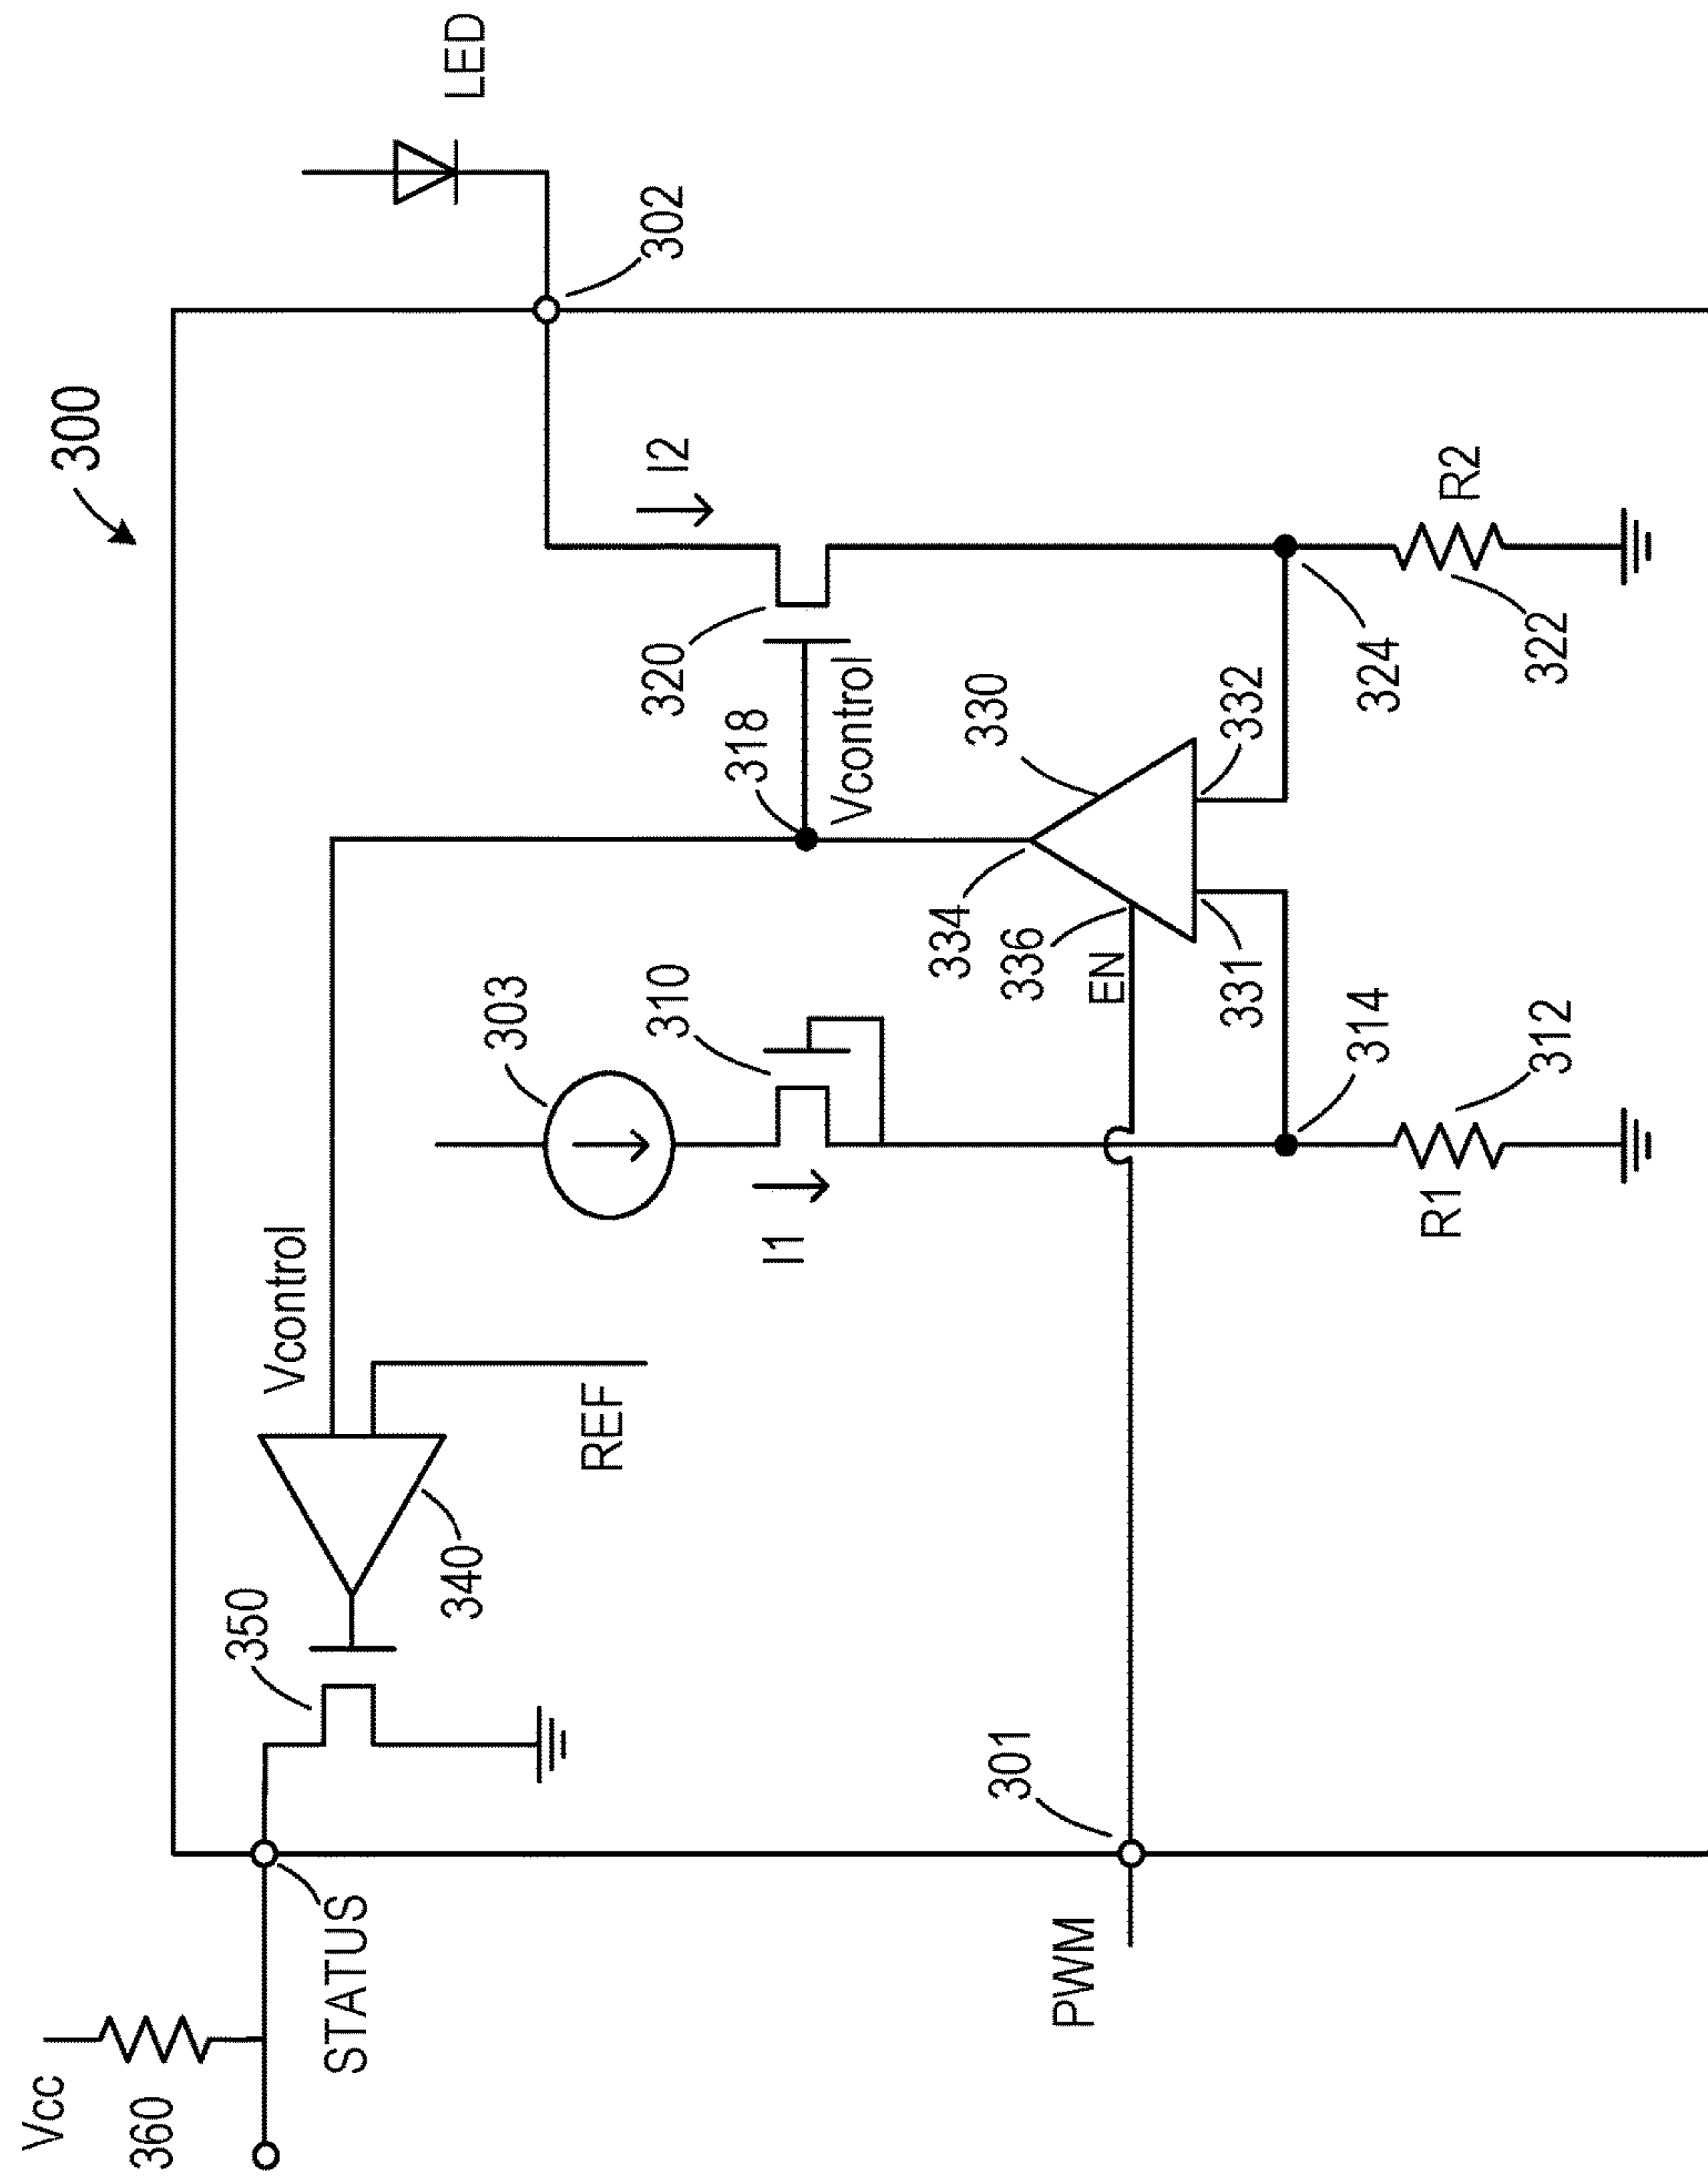 300
Vcc
360
STATUS
350
340
Vcontrol
REF
303
I1
310
318
Vcontrol
320
I2
302
LED
334
330
336
EN
331
332
PWM
301
314
R1
312
324
322
R2